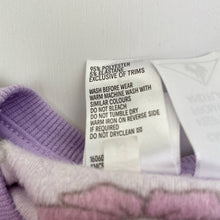 95% POLYESTER
5% ELASTANE
EXCLUSIVE OF TRIMS
WASH BEFORE WEAR
WARM MACHINE WASH WITH
SIMILAR COLOURS
DO NOT BLEACH
DO NOT TUMBLE DRY
WARM IRON ON REVERSE SIDE
IF NEEDED
DO NOT DRYCLEAN